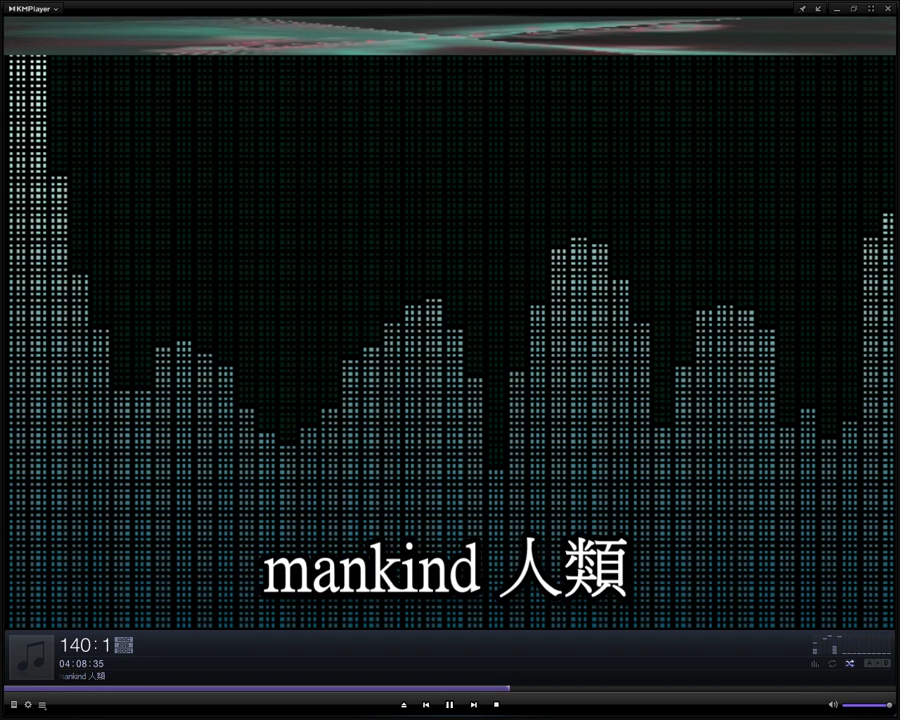 KMPlayer
mankind 人類
140:1
04:08:35
mankind 人類
A B